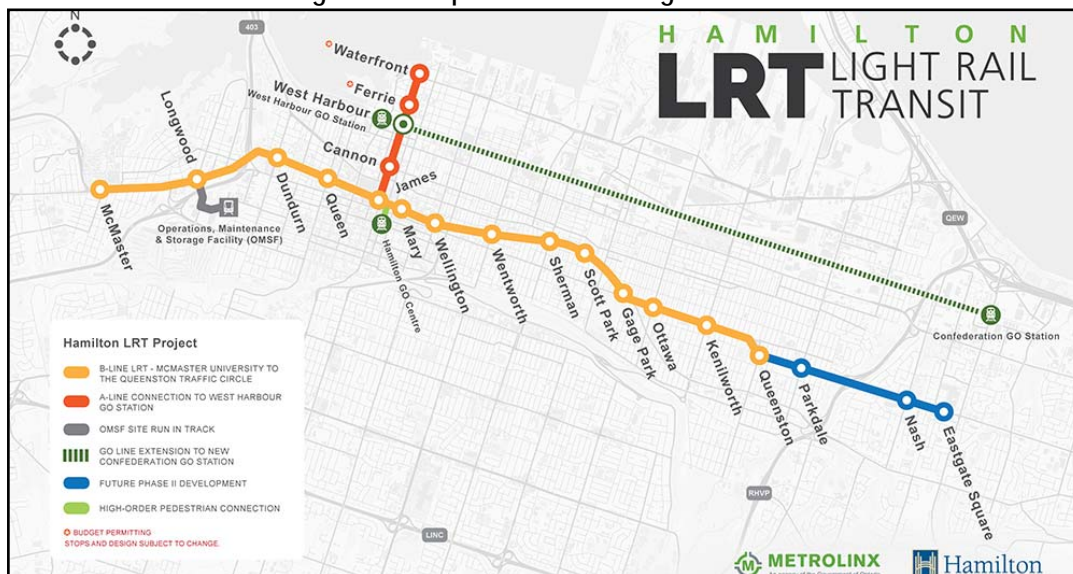 N
HAMILTON
LRT LIGHT RAIL
TRANSIT
403
Waterfront
Ferrie
West Harbour
West Harbour GO Station
Longwood
Cannon
James
McMaster
Dundurn
Queen
Operations, Maintenance
& Storage Facility (OMSF)
Hamilton GO Centre
Mary
Wellington
Wentworth
Sherman
Scott Park
Gage Park
Ottawa
Kenilworth
Queenston
Parkdale
Nash
Eastgate Square
QEW
Confederation GO Station
RHVP
LINC
Hamilton LRT Project
B-LINE LRT - MCMASTER UNIVERSITY TO
THE QUEENSTON TRAFFIC CIRCLE
A-LINE CONNECTION TO WEST HARBOUR
GO STATION
OMSF SITE RUN IN TRACK
GO LINE EXTENSION TO NEW
CONFEDERATION GO STATION
FUTURE PHASE II DEVELOPMENT
HIGH-ORDER PEDESTRIAN CONNECTION
BUDGET PERMITTING
STOPS AND DESIGN SUBJECT TO CHANGE.
METROLINX
Hamilton